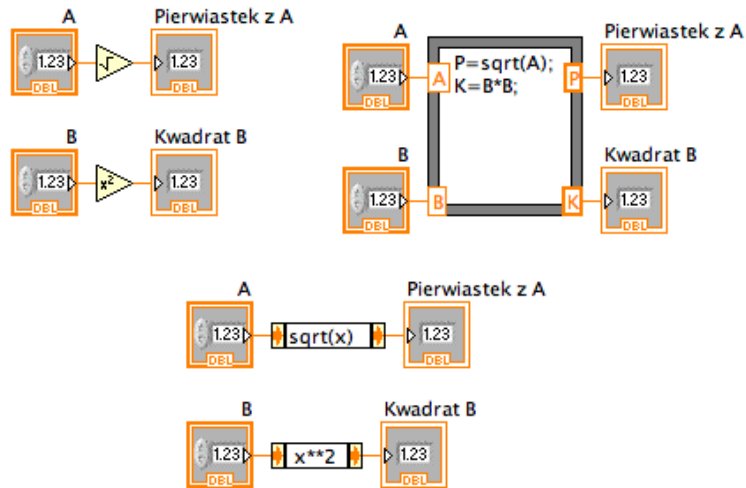 A
Pierwiastek z A
1.23
√
1.23
DBL
DBL
B
Kwadrat B
1.23
x²
1.23
DBL
DBL
A
Pierwiastek z A
1.23
DBL
A
P=sqrt(A);
K=B*B;
P
1.23
DBL
B
Kwadrat B
1.23
DBL
B
K
1.23
DBL
A
Pierwiastek z A
1.23
sqrt(x)
1.23
DBL
DBL
B
Kwadrat B
1.23
x**2
1.23
DBL
DBL